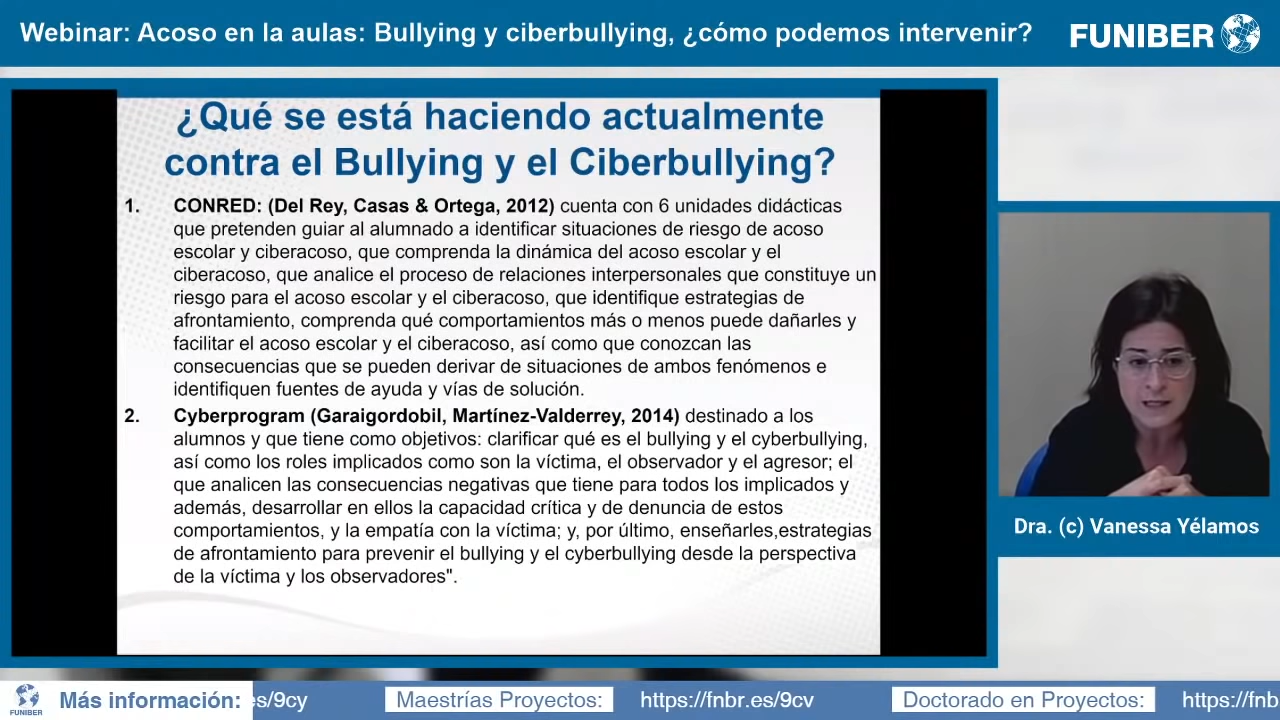 Webinar: Acoso en la aulas: Bullying y ciberbullying, ¿cómo podemos intervenir?
FUNIBER
¿Qué se está haciendo actualmente
contra el Bullying y el Ciberbullying?
1. CONRED: (Del Rey, Casas & Ortega, 2012) cuenta con 6 unidades didácticas
que pretenden guiar al alumnado a identificar situaciones de riesgo de acoso
escolar y ciberacoso, que comprenda la dinámica del acoso escolar y el
ciberacoso, que analice el proceso de relaciones interpersonales que constituye un
riesgo para el acoso escolar y el ciberacoso, que identifique estrategias de
afrontamiento, comprenda qué comportamientos más o menos puede dañarles y
facilitar el acoso escolar y el ciberacoso, así como que conozcan las
consecuencias que se pueden derivar de situaciones de ambos fenómenos e
identifiquen fuentes de ayuda y vías de solución.
2. Cyberprogram (Garaigordobil, Martínez-Valderrey, 2014) destinado a los
alumnos y que tiene como objetivos: clarificar qué es el bullying y el cyberbullying,
así como los roles implicados como son la víctima, el observador y el agresor; el
que analicen las consecuencias negativas que tiene para todos los implicados y
además, desarrollar en ellos la capacidad crítica y de denuncia de estos
comportamientos, y la empatía con la víctima; y, por último, enseñarles,estrategias
de afrontamiento para prevenir el bullying y el cyberbullying desde la perspectiva
de la víctima y los observadores".
Dra. (c) Vanessa Yélamos
FUNIBER
Más información: es/9cy Maestrías Proyectos: https://fnbr.es/9cv Doctorado en Proyectos: https://fnb